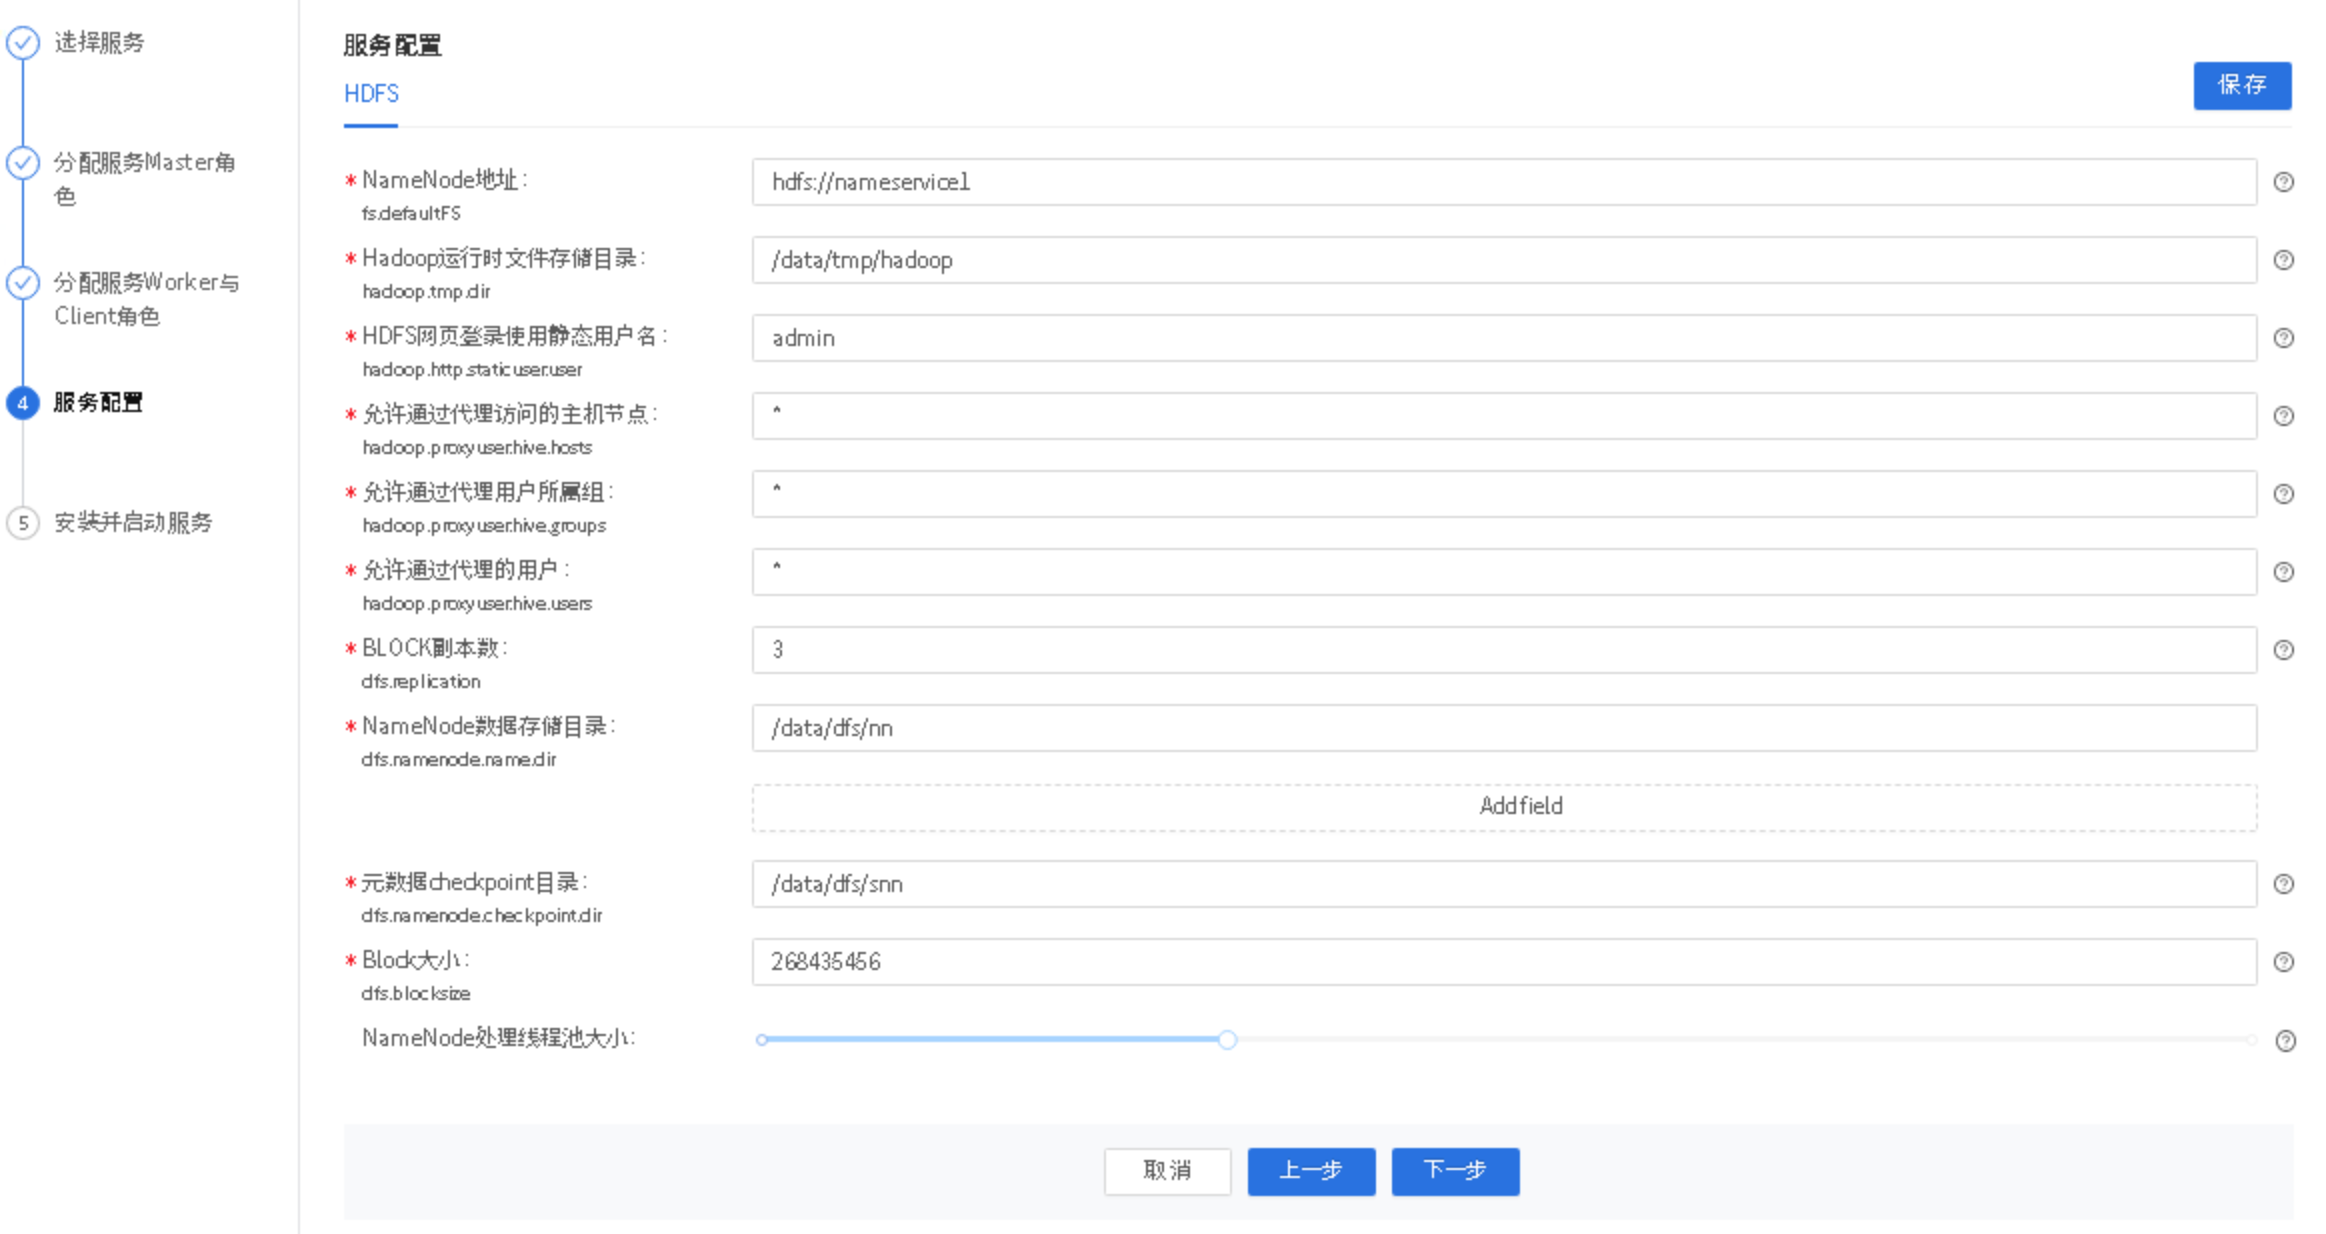 选择服务
分配服务Master角
色
分配服务Worker与
Client角色
4
服务配置
5
安装并启动服务
服务配置
HDFS
保存
* NameNode地址：
fs.defaultFS
hdfs://nameservice1
* Hadoop运行时文件存储目录：
hadoop.tmp.dir
/data/tmp/hadoop
* HDFS网页登录使用静态用户名：
hadoop.http.staticuser.user
admin
* 允许通过代理访问的主机节点：
hadoop.proxyuser.hive.hosts
*
* 允许通过代理用户所属组：
hadoop.proxyuser.hive.groups
*
* 允许通过代理的用户：
hadoop.proxyuser.hive.users
*
* BLOCK副本数：
dfs.replication
3
* NameNode数据存储目录：
dfs.namenode.name.dir
/data/dfs/nn
Add field
* 元数据checkpoint目录：
dfs.namenode.checkpoint.dir
/data/dfs/snn
* Block大小：
dfs.blocksize
268435456
NameNode处理线程池大小：
取消
上一步
下一步